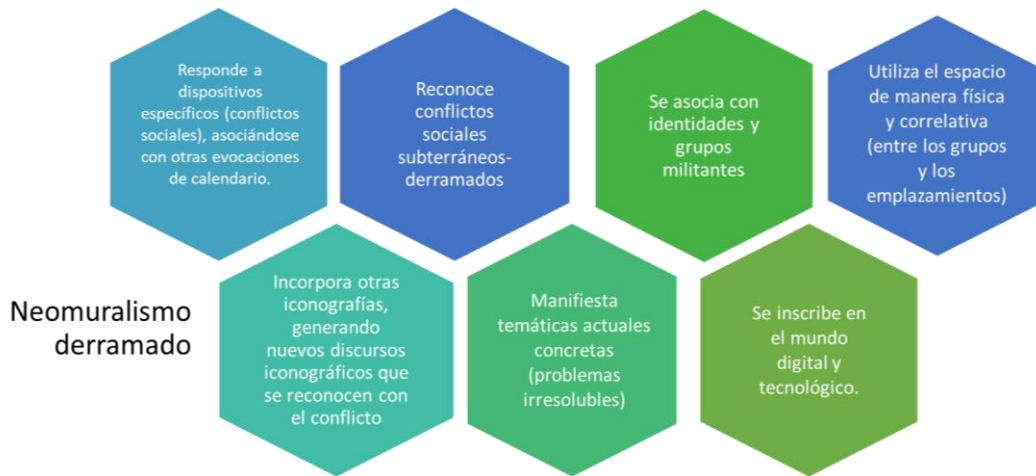 Responde a
dispositivos
específicos (conflictos
sociales), asociándose
con otras evocaciones
de calendario.
Reconoce
conflictos
sociales
subterráneos-
derramados
Se asocia con
identidades y
grupos
militantes
Utiliza el espacio
de manera física
y correlativa
(entre los grupos
y los
emplazamientos)
Neomuralismo
derramado
Incorpora otras
iconografías,
generando
nuevos discursos
iconográficos que
se reconocen con
el conflicto
Manifiesta
temáticas actuales
concretas
(problemas
irresolubles)
Se inscribe en
el mundo
digital y
tecnológico.